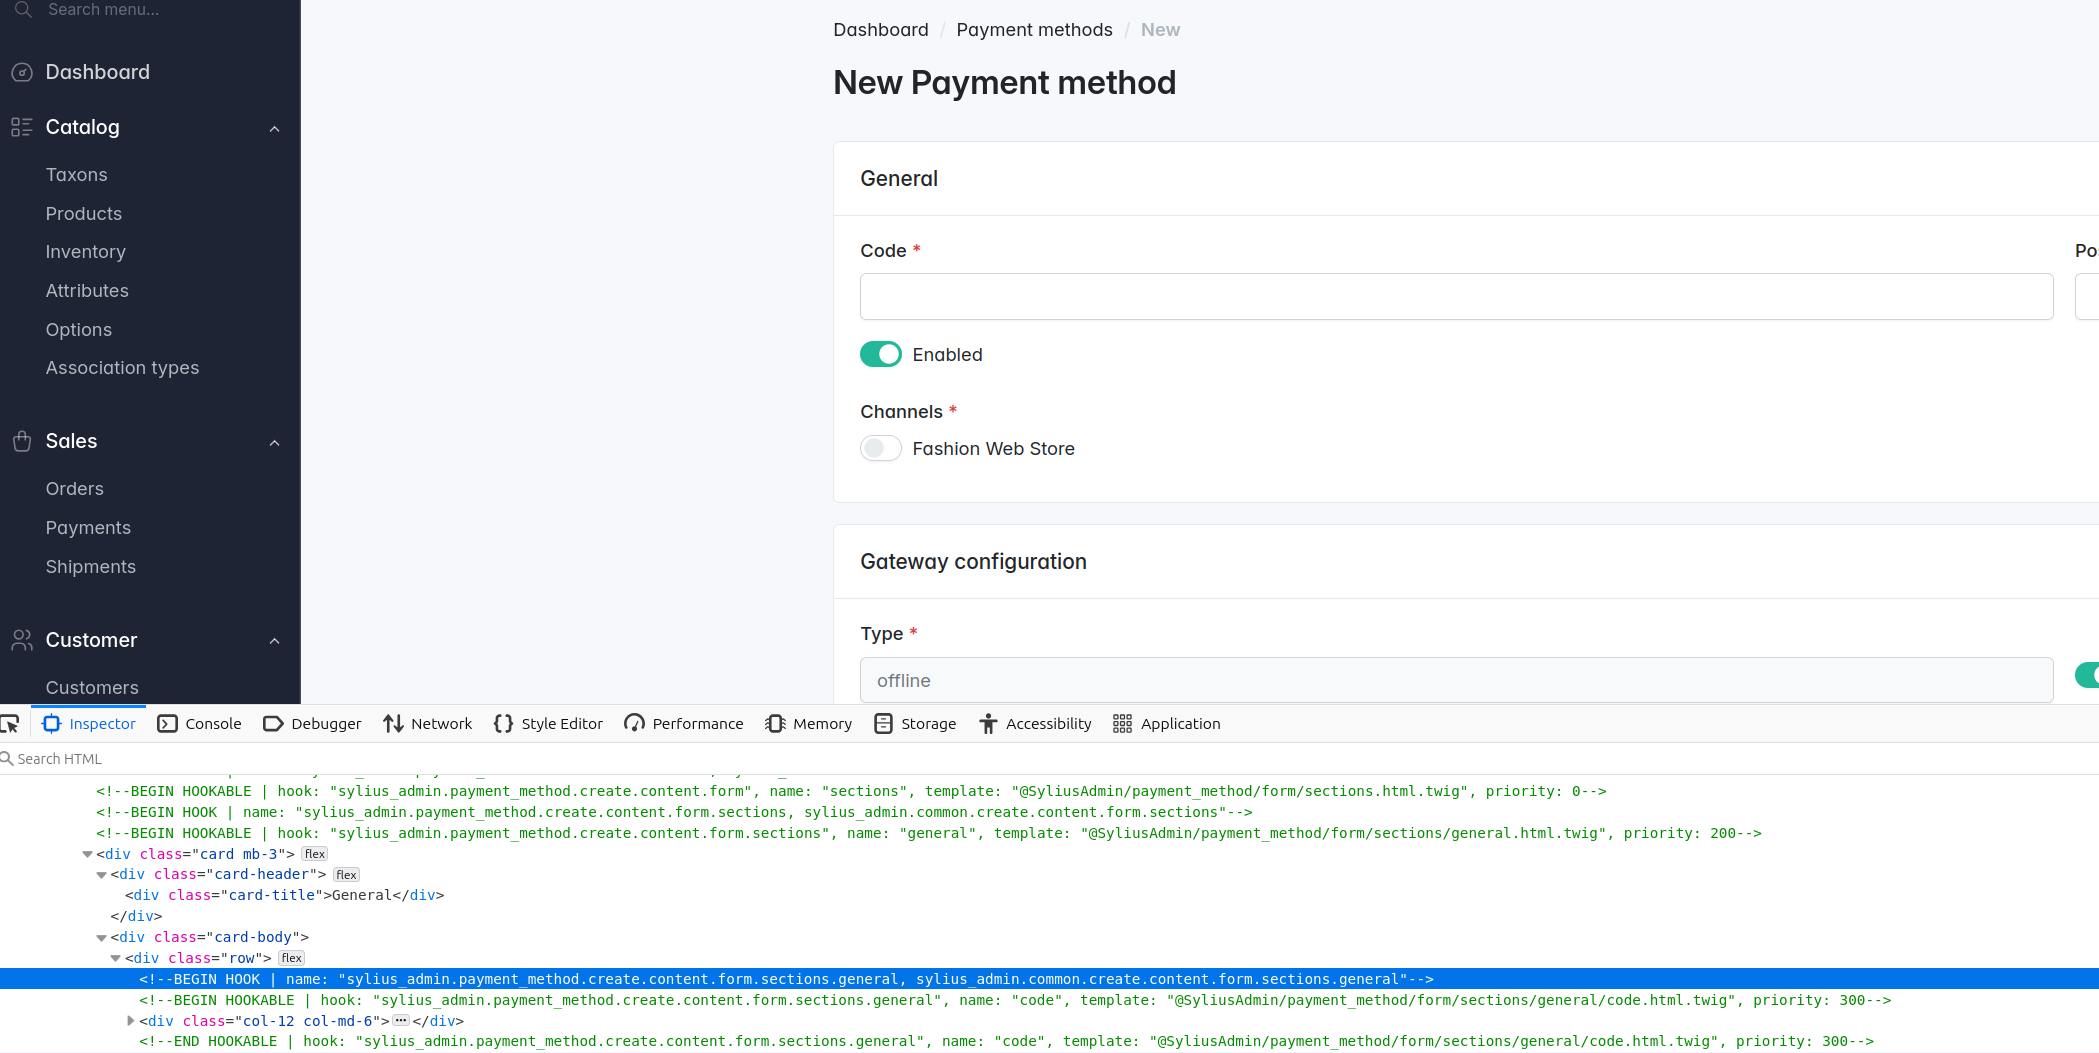 Search menu...
Dashboard
Catalog
Taxons
Products
Inventory
Attributes
Options
Association types
Sales
Orders
Payments
Shipments
Customer
Customers
Dashboard / Payment methods / New
New Payment method
General
Code *
Po
Enabled
Channels *
Fashion Web Store
Gateway configuration
Type *
offline
Inspector Console Debugger Network Style Editor Performance Memory Storage Accessibility Application
Search HTML
<!--BEGIN HOOKABLE | hook: "sylius_admin.payment_method.create.content.form", name: "sections", template: "@SyliusAdmin/payment_method/form/sections.html.twig", priority: 0-->
<!--BEGIN HOOK | name: "sylius_admin.payment_method.create.content.form.sections, sylius_admin.common.create.content.form.sections"-->
<!--BEGIN HOOKABLE | hook: "sylius_admin.payment_method.create.content.form.sections", name: "general", template: "@SyliusAdmin/payment_method/form/sections/general.html.twig", priority: 200-->
<div class="card mb-3"> flex
<div class="card-header"> flex
<div class="card-title">General</div>
</div>
<div class="card-body">
<div class="row"> flex
<!--BEGIN HOOK | name: "sylius_admin.payment_method.create.content.form.sections.general, sylius_admin.common.create.content.form.sections.general"-->
<!--BEGIN HOOKABLE | hook: "sylius_admin.payment_method.create.content.form.sections.general", name: "code", template: "@SyliusAdmin/payment_method/form/sections/general/code.html.twig", priority: 300-->
<div class="col-12 col-md-6">…</div>
<!--END HOOKABLE | hook: "sylius_admin.payment_method.create.content.form.sections.general", name: "code", template: "@SyliusAdmin/payment_method/form/sections/general/code.html.twig", priority: 300-->